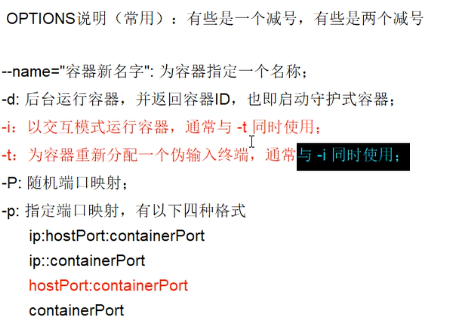 OPTIONS说明（常用）：有些是一个减号，有些是两个减号
--name="容器新名字": 为容器指定一个名称；
-d: 后台运行容器，并返回容器ID，也即启动守护式容器；
-i：以交互模式运行容器，通常与 -t 同时使用；
-t：为容器重新分配一个伪输入终端，通常与 -i 同时使用；
-P: 随机端口映射；
-p: 指定端口映射，有以下四种格式
ip:hostPort:containerPort
ip::containerPort
hostPort:containerPort
containerPort